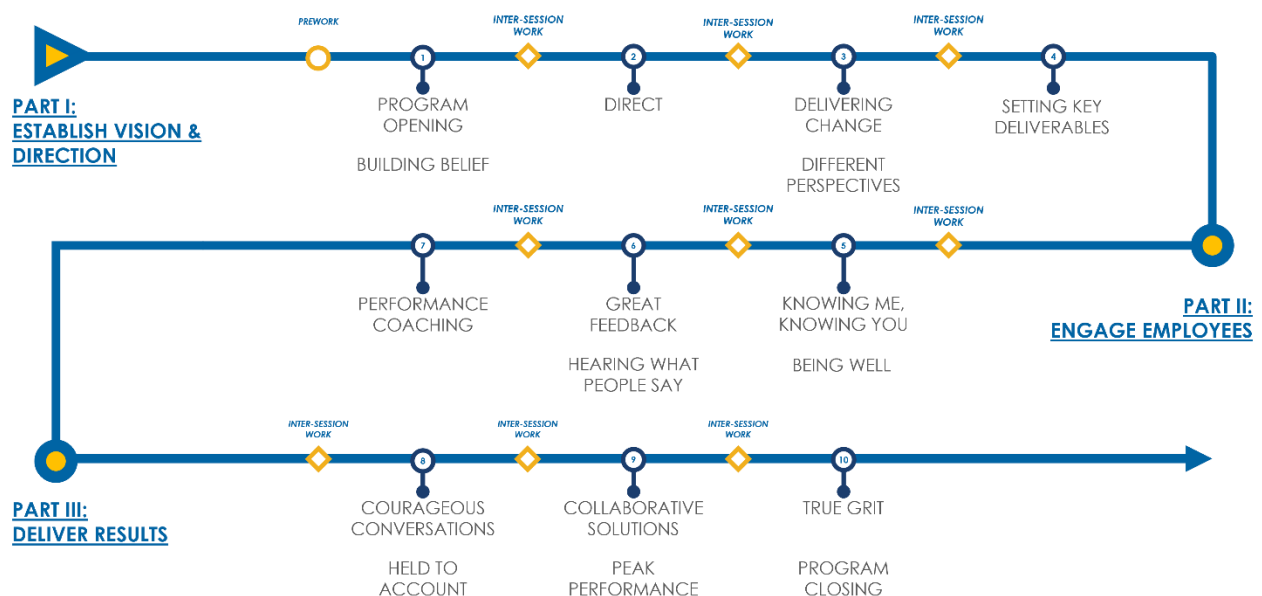 PREWORK
INTER-SESSION
WORK
INTER-SESSION
WORK
INTER-SESSION
WORK
1
2
3
4
PART I:
ESTABLISH VISION &
DIRECTION
PROGRAM
OPENING
BUILDING BELIEF
DIRECT
DELIVERING
CHANGE
DIFFERENT
PERSPECTIVES
SETTING KEY
DELIVERABLES
INTER-SESSION
WORK
INTER-SESSION
WORK
INTER-SESSION
WORK
7
6
5
PERFORMANCE
COACHING
GREAT
FEEDBACK
HEARING WHAT
PEOPLE SAY
KNOWING ME,
KNOWING YOU
BEING WELL
PART II:
ENGAGE EMPLOYEES
INTER-SESSION
WORK
INTER-SESSION
WORK
INTER-SESSION
WORK
8
9
10
PART III:
DELIVER RESULTS
COURAGEOUS
CONVERSATIONS
HELD TO
ACCOUNT
COLLABORATIVE
SOLUTIONS
PEAK
PERFORMANCE
TRUE GRIT
PROGRAM
CLOSING